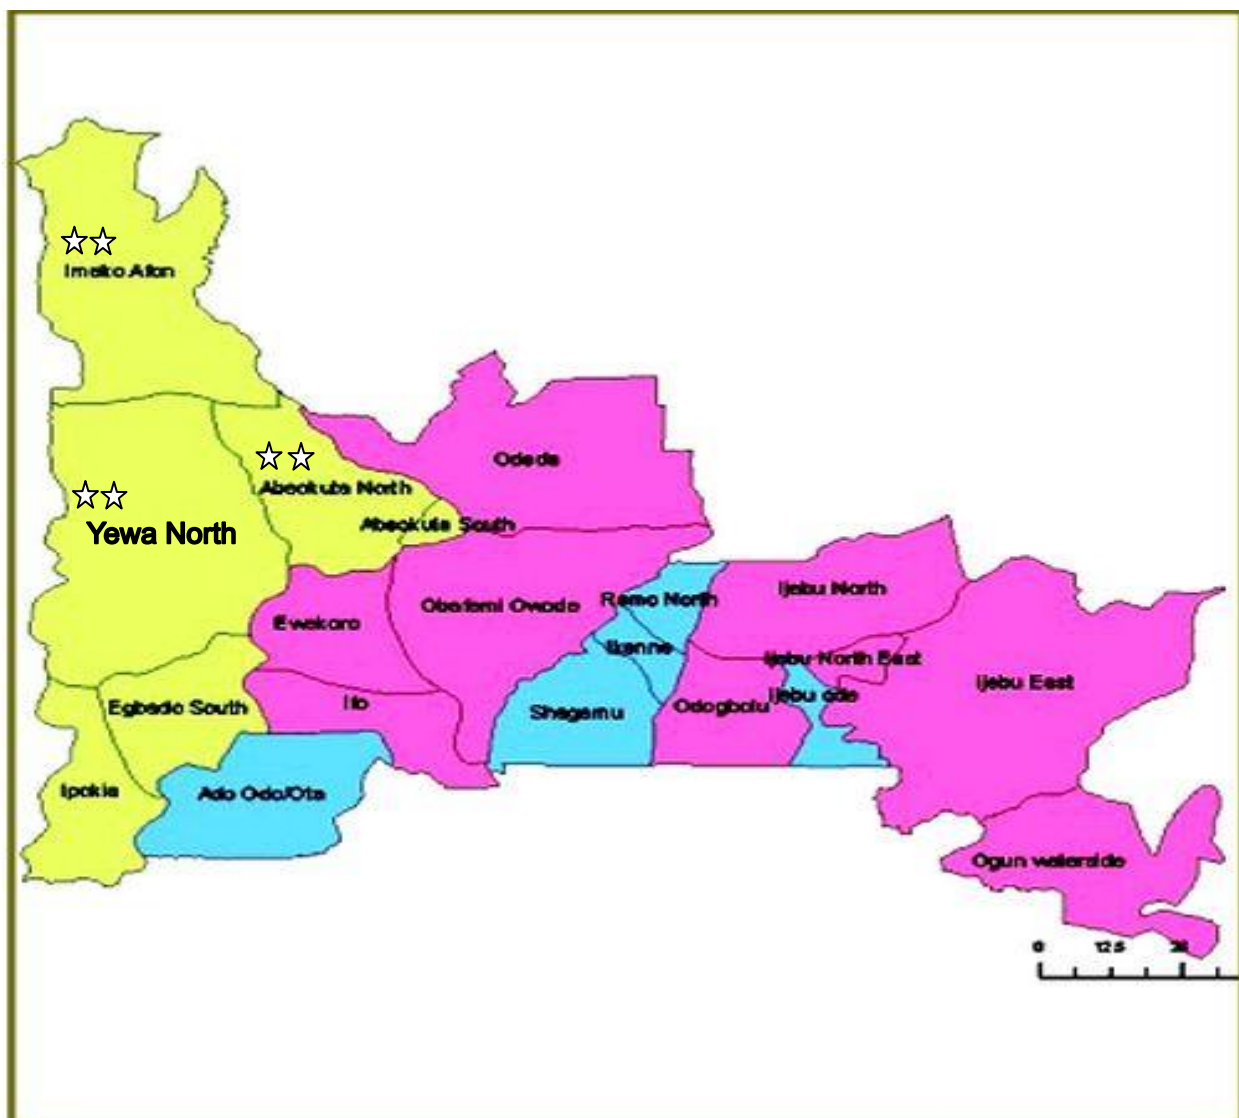 Imeko Afon
Odeda
Abeokuta North
Abeokuta South
Yewa North
Ijebu North
Remo North
Obafemi Owode
Ewekoro
Ikenne
Ijebu North East
Ijebu East
Ijebu ode
Ifo
Egbado South
Shagamu
Odogbolu
Ipokia
Ado Odo/Ota
Ogun waterside
0 12.5 25